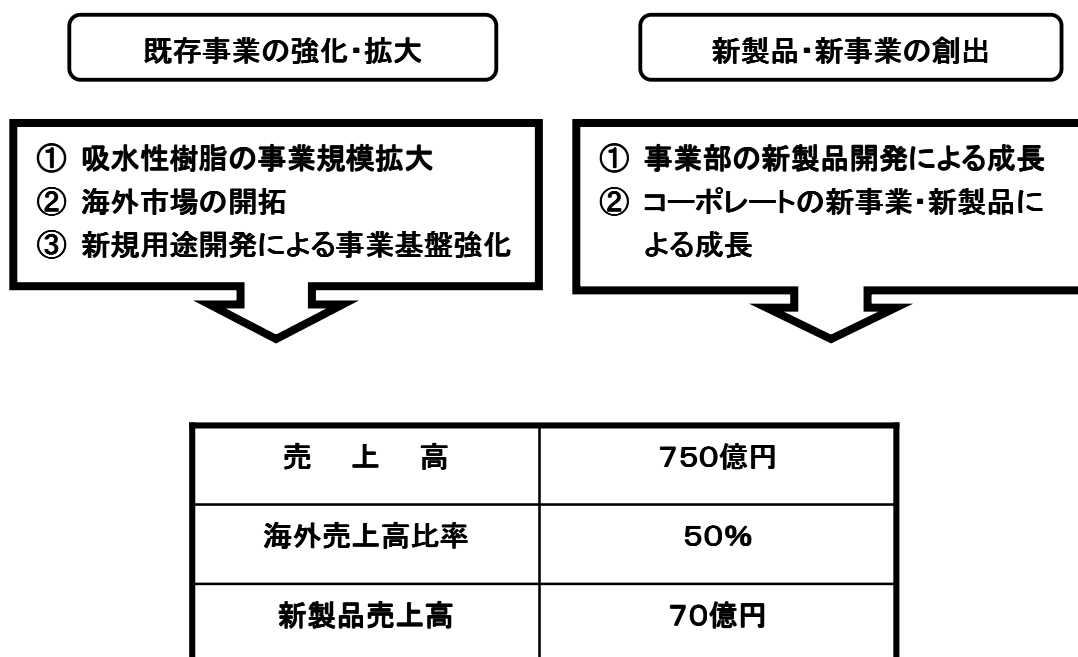 既存事業の強化・拡大
新製品・新事業の創出
① 吸水性樹脂の事業規模拡大
② 海外市場の開拓
③ 新規用途開発による事業基盤強化
① 事業部の新製品開発による成長
② コーポレートの新事業・新製品に
よる成長
売 上 高 750億円
海外売上高比率 50%
新製品売上高 70億円